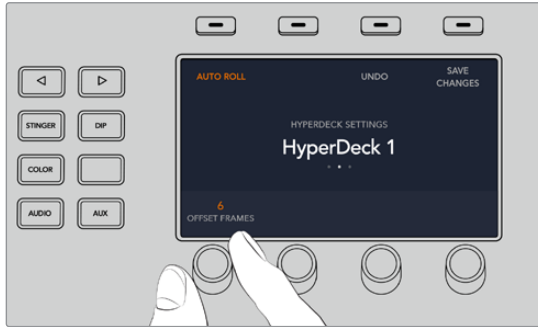 AUTO ROLL
UNDO
SAVE
CHANGES
STINGER
DIP
HYPERDECK SETTINGS
HyperDeck 1
COLOR
AUDIO
AUX
6
OFFSET FRAMES